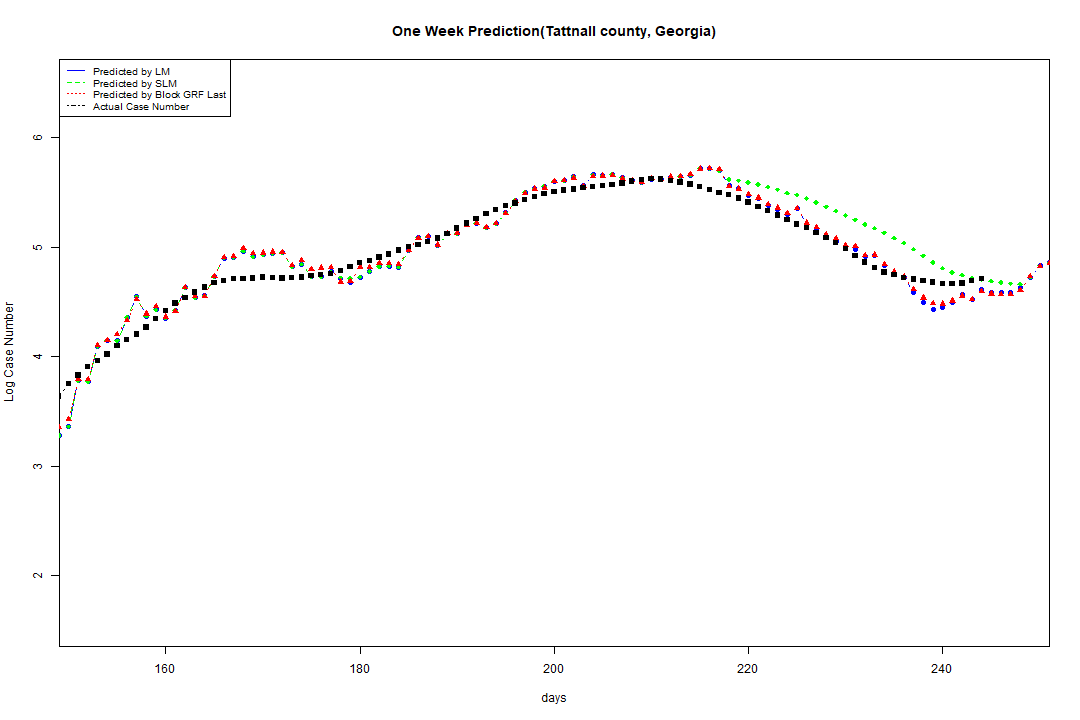 One Week Prediction(Tattnall county, Georgia)
Predicted by LM
Predicted by SLM
Predicted by Block GRF Last
Actual Case Number
6
5
4
3
2
Log Case Number
160 180 200 220 240
days